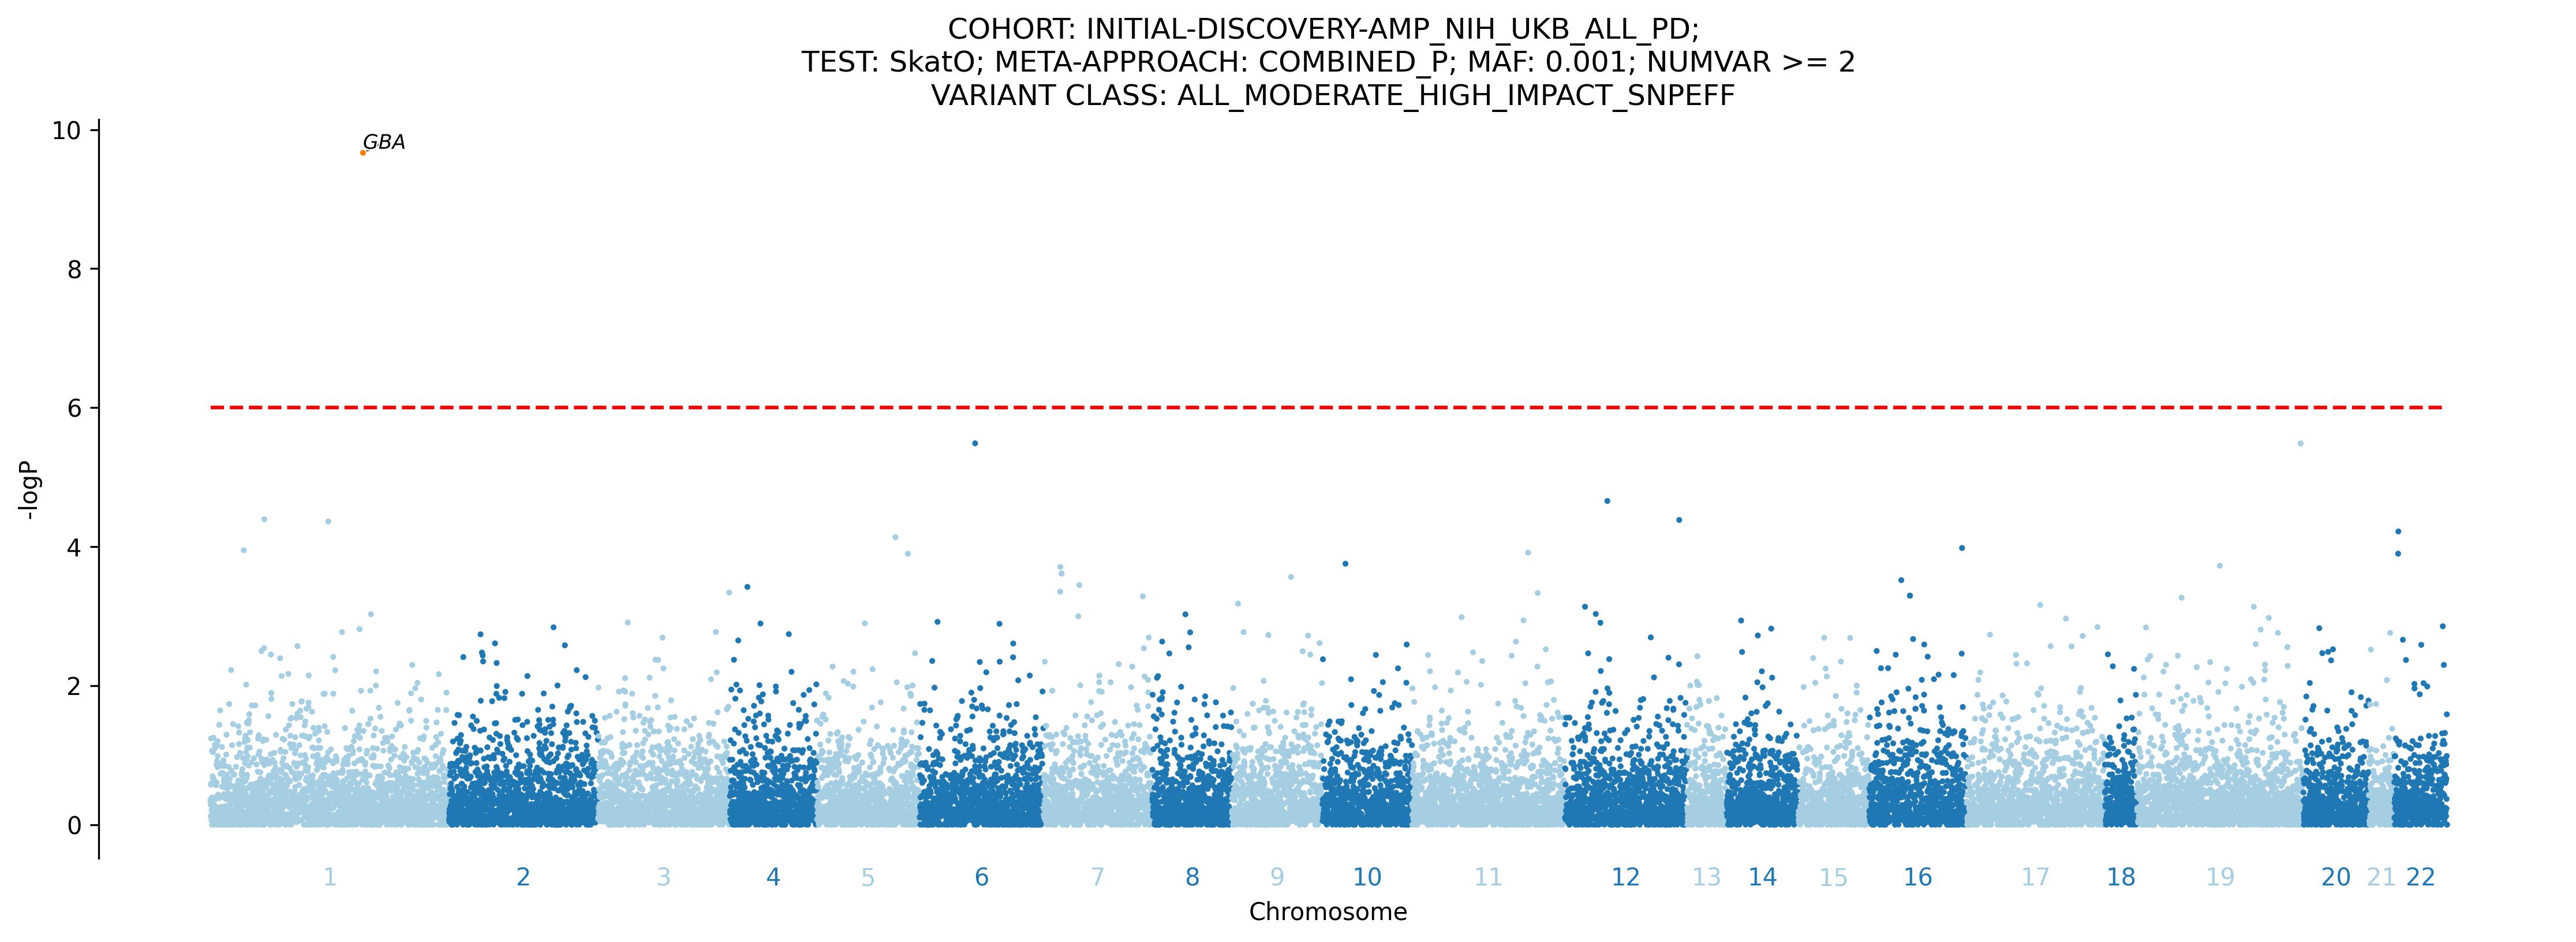 COHORT: INITIAL-DISCOVERY-AMP_NIH_UKB_ALL_PD;
TEST: SkatO; META-APPROACH: COMBINED_P; MAF: 0.001; NUMVAR >= 2
VARIANT CLASS: ALL_MODERATE_HIGH_IMPACT_SNPEFF
10
GBA
8
6
-logP
4
2
0
1 2 3 4 5 6 7 8 9 10 11 12 13 14 15 16 17 18 19 20 21 22
Chromosome